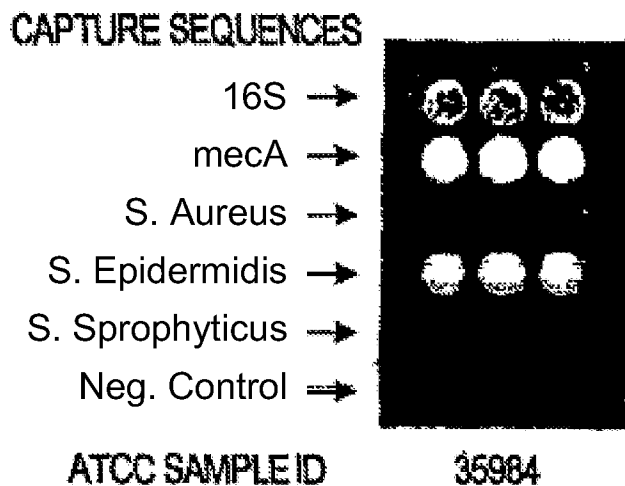 CAPTURE SEQUENCES
16S
mecA
S. Aureus
S. Epidermidis
S. Sprophyticus
Neg. Control
ATCC SAMPLE ID 35984